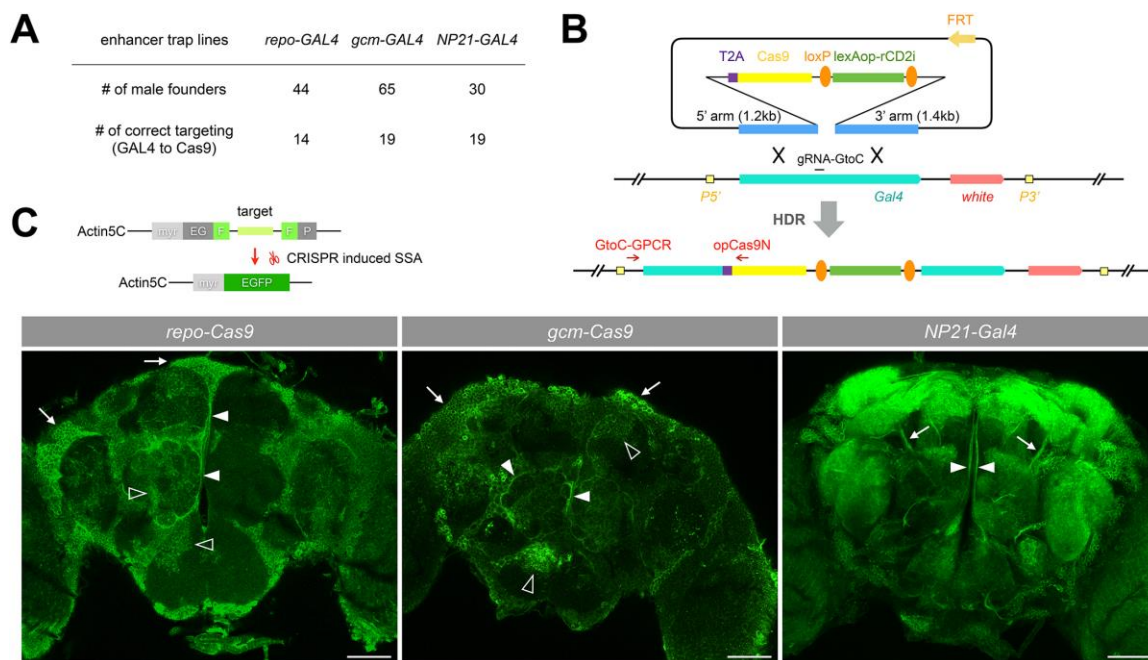 A
enhancer trap lines repo-GAL4 gcm-GAL4 NP21-GAL4
# of male founders 44 65 30
# of correct targeting
(GAL4 to Cas9) 14 19 19
B
FRT
T2A Cas9 loxP lexAop-rCD2i
5' arm (1.2kb) 3' arm (1.4kb)
X gRNA-GtoC X
P5' Gal4 white P3'
HDR
GtoC-GPCR opCas9N
C
target
Actin5C myr EG F F P
CRISPR induced SSA
Actin5C myr EGFP
repo-Cas9 gcm-Cas9 NP21-Gal4